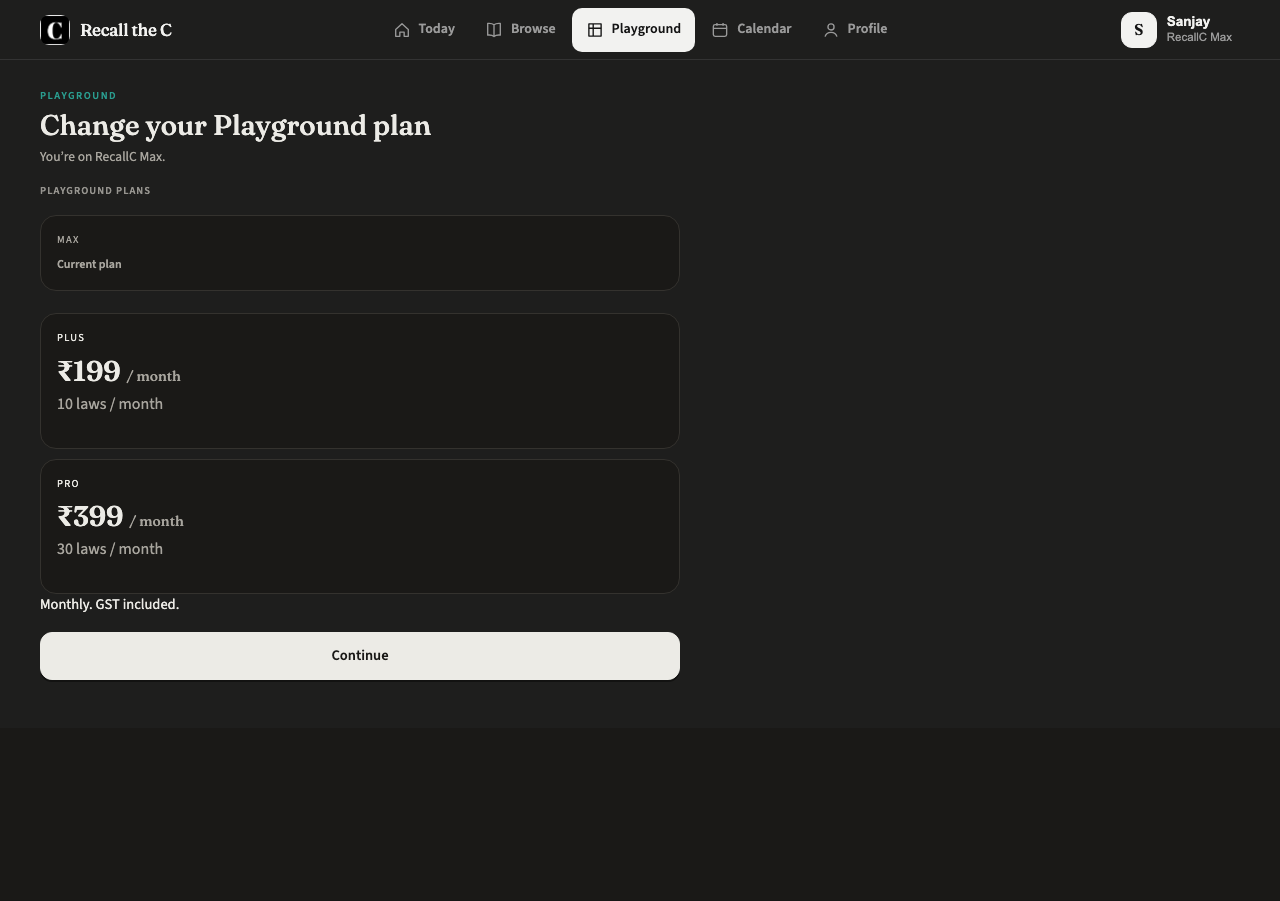 C Recall the C
Today
Browse
Playground
Calendar
Profile
S
Sanjay
RecallC Max
PLAYGROUND
Change your Playground plan
You're on RecallC Max.
PLAYGROUND PLANS
MAX
Current plan
PLUS
₹199 / month
10 laws / month
PRO
₹399 / month
30 laws / month
Monthly. GST included.
Continue